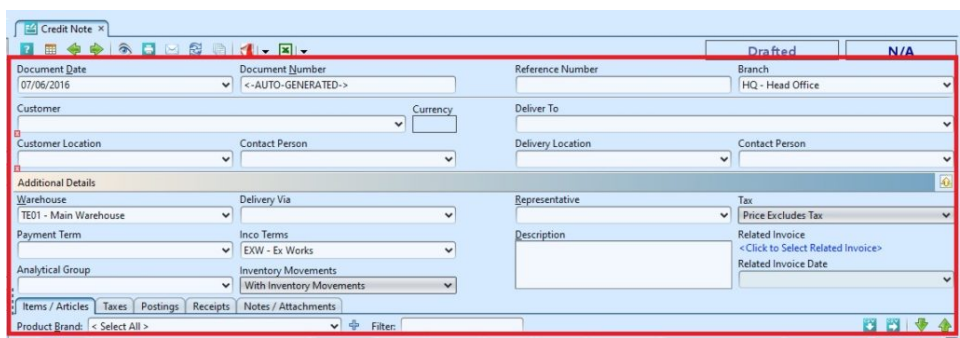 Credit Note ×
Drafted N/A
Document Date Document Number Reference Number Branch
07/06/2016 <-AUTO-GENERATED-> HQ - Head Office
Customer Currency Deliver To
Customer Location Contact Person Delivery Location Contact Person
Additional Details
Warehouse Delivery Via Representative Tax
TE01 - Main Warehouse Price Excludes Tax
Payment Term Inco Terms Description Related Invoice
EXW - Ex Works <Click to Select Related Invoice>
Analytical Group Inventory Movements Related Invoice Date
With Inventory Movements
Items / Articles Taxes Postings Receipts Notes / Attachments
Product Brand: < Select All > Filter: